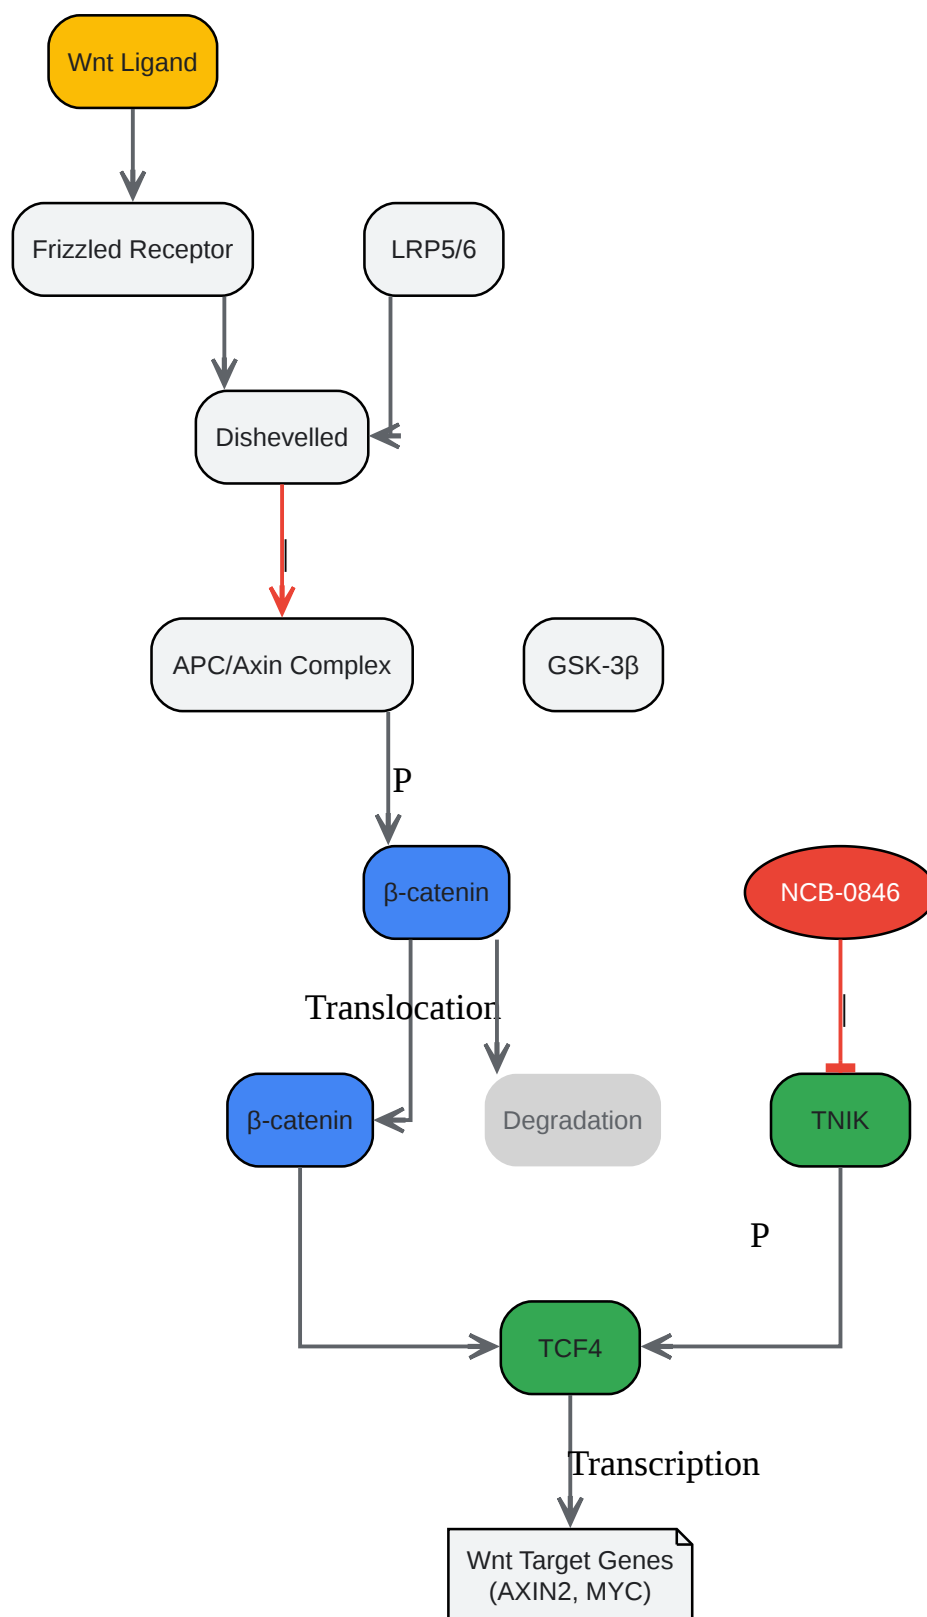 Wnt Ligand
Frizzled Receptor
LRP5/6
Dishevelled
|
APC/Axin Complex
GSK-3β
P
β-catenin
NCB-0846
Translocation
|
β-catenin
Degradation
TNIK
P
TCF4
Transcription
Wnt Target Genes
(AXIN2, MYC)